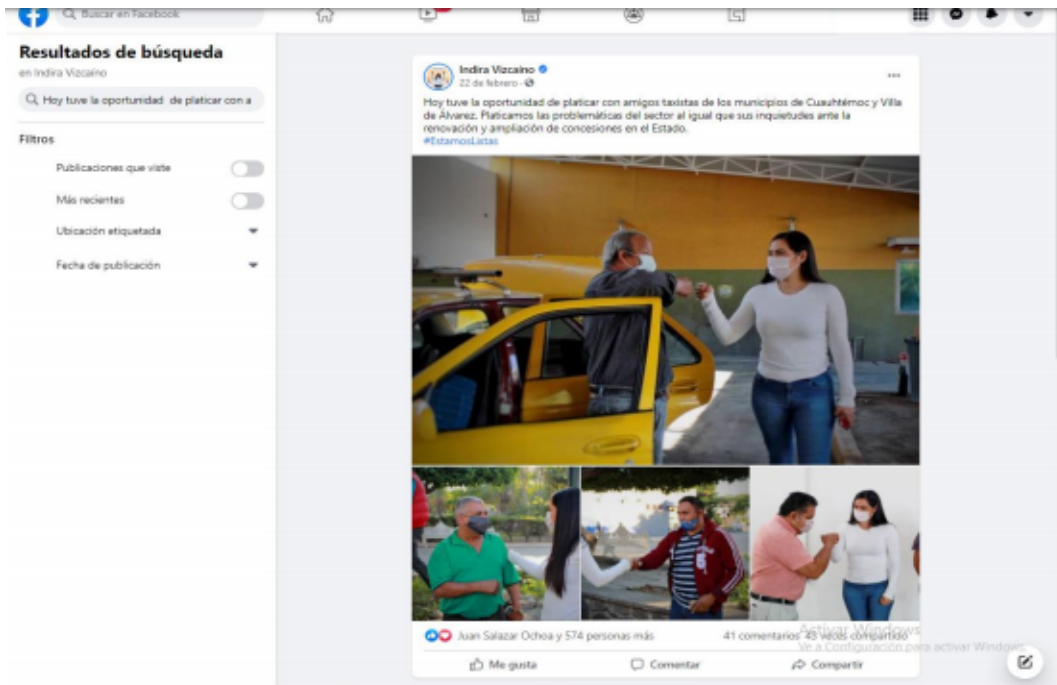 Buscar en Facebook
Resultados de búsqueda
en Indira Vizcaíno
Hoy tuve la oportunidad de platicar con a
Filtros
Publicaciones que viste
Más recientes
Ubicación etiquetada
Fecha de publicación
Indira Vizcaíno
22 de febrero
Hoy tuve la oportunidad de platicar con amigos taxistas de los municipios de Cuauhtémoc y Villa
de Álvarez. Platicamos las problemáticas del sector al igual que sus inquietudes ante la
renovación y ampliación de concesiones en el Estado.
#EstamosListas
Juan Salazar Ochoa y 574 personas más
41 comentarios 43 veces compartido
Activar Windows
Ve a Configuración para activar Windows.
Me gusta
Comentar
Compartir